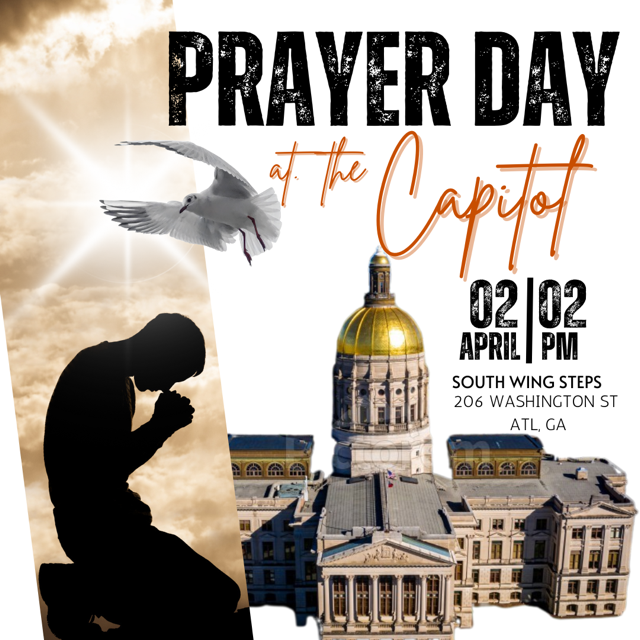 PRAYER DAY
at the Capitol
02 | 02
APRIL | PM
SOUTH WING STEPS
206 WASHINGTON ST
ATL, GA